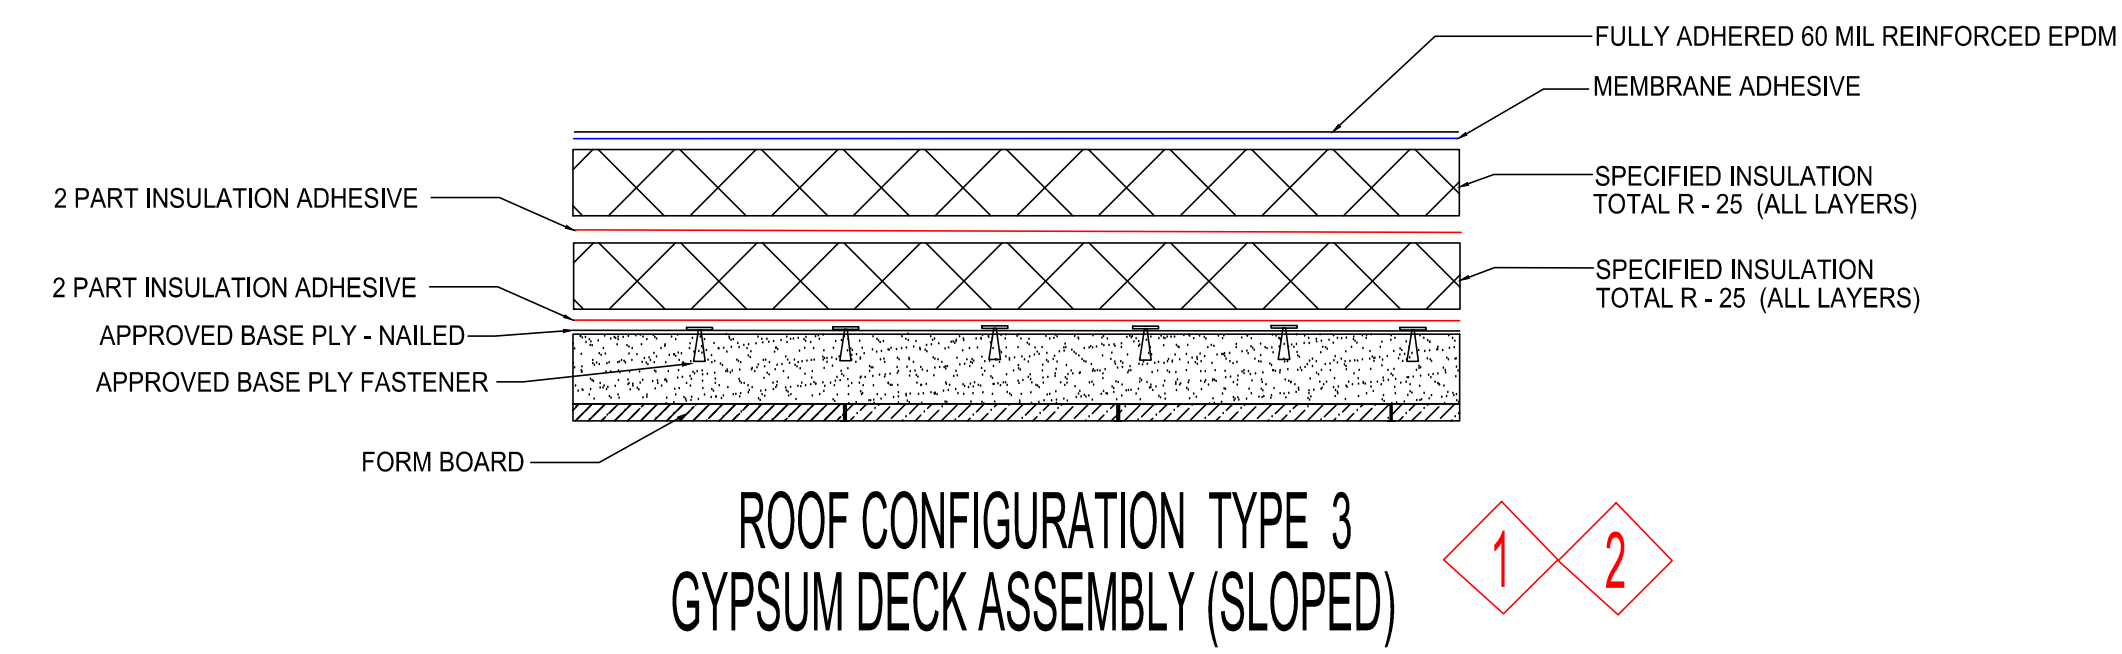 FULLY ADHERED 60 MIL REINFORCED EPDM
MEMBRANE ADHESIVE
SPECIFIED INSULATION
TOTAL R - 25 (ALL LAYERS)
2 PART INSULATION ADHESIVE
SPECIFIED INSULATION
TOTAL R - 25 (ALL LAYERS)
2 PART INSULATION ADHESIVE
APPROVED BASE PLY - NAILED
APPROVED BASE PLY FASTENER
FORM BOARD
ROOF CONFIGURATION TYPE 3
GYPSUM DECK ASSEMBLY (SLOPED)
1 2